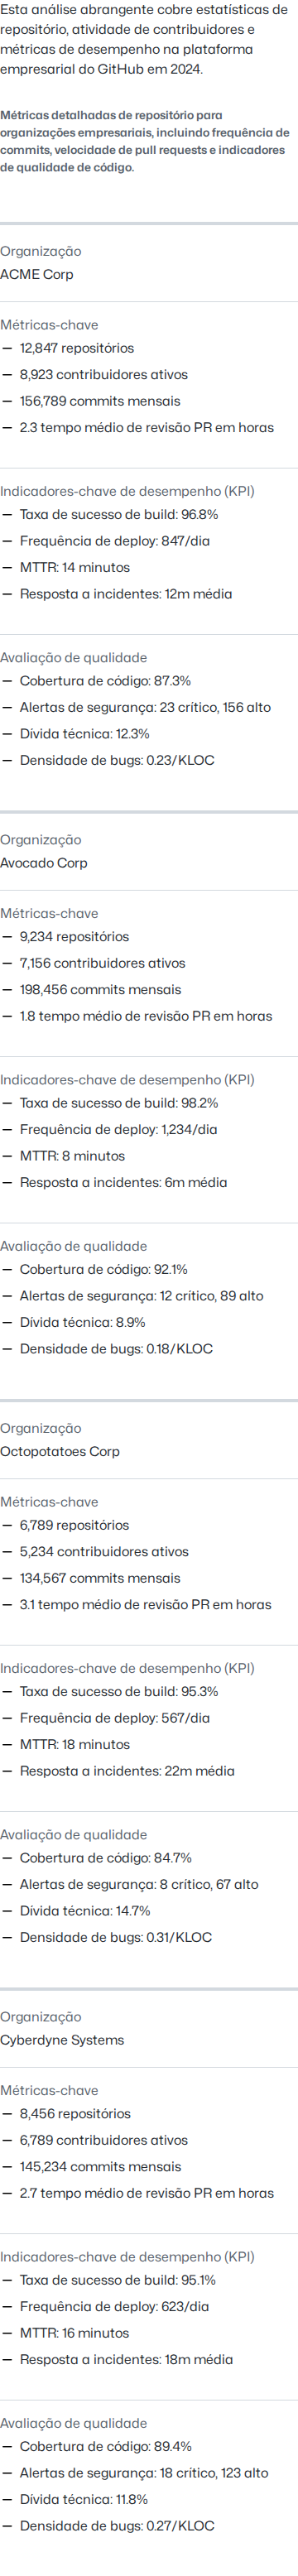 Esta análise abrangente cobre estatísticas de
repositório, atividade de contribuidores e
métricas de desempenho na plataforma
empresarial do GitHub em 2024.
Métricas detalhadas de repositório para
organizações empresariais, incluindo frequência de
commits, velocidade de pull requests e indicadores
de qualidade de código.
Organização
ACME Corp
Métricas-chave
— 12,847 repositórios
— 8,923 contribuidores ativos
— 156,789 commits mensais
— 2.3 tempo médio de revisão PR em horas
Indicadores-chave de desempenho (KPI)
— Taxa de sucesso de build: 96.8%
— Frequência de deploy: 847/dia
— MTTR: 14 minutos
— Resposta a incidentes: 12m média
Avaliação de qualidade
— Cobertura de código: 87.3%
— Alertas de segurança: 23 crítico, 156 alto
— Dívida técnica: 12.3%
— Densidade de bugs: 0.23/KLOC
Organização
Avocado Corp
Métricas-chave
— 9,234 repositórios
— 7,156 contribuidores ativos
— 198,456 commits mensais
— 1.8 tempo médio de revisão PR em horas
Indicadores-chave de desempenho (KPI)
— Taxa de sucesso de build: 98.2%
— Frequência de deploy: 1,234/dia
— MTTR: 8 minutos
— Resposta a incidentes: 6m média
Avaliação de qualidade
— Cobertura de código: 92.1%
— Alertas de segurança: 12 crítico, 89 alto
— Dívida técnica: 8.9%
— Densidade de bugs: 0.18/KLOC
Organização
Octopotatoes Corp
Métricas-chave
— 6,789 repositórios
— 5,234 contribuidores ativos
— 134,567 commits mensais
— 3.1 tempo médio de revisão PR em horas
Indicadores-chave de desempenho (KPI)
— Taxa de sucesso de build: 95.3%
— Frequência de deploy: 567/dia
— MTTR: 18 minutos
— Resposta a incidentes: 22m média
Avaliação de qualidade
— Cobertura de código: 84.7%
— Alertas de segurança: 8 crítico, 67 alto
— Dívida técnica: 14.7%
— Densidade de bugs: 0.31/KLOC
Organização
Cyberdyne Systems
Métricas-chave
— 8,456 repositórios
— 6,789 contribuidores ativos
— 145,234 commits mensais
— 2.7 tempo médio de revisão PR em horas
Indicadores-chave de desempenho (KPI)
— Taxa de sucesso de build: 95.1%
— Frequência de deploy: 623/dia
— MTTR: 16 minutos
— Resposta a incidentes: 18m média
Avaliação de qualidade
— Cobertura de código: 89.4%
— Alertas de segurança: 18 crítico, 123 alto
— Dívida técnica: 11.8%
— Densidade de bugs: 0.27/KLOC